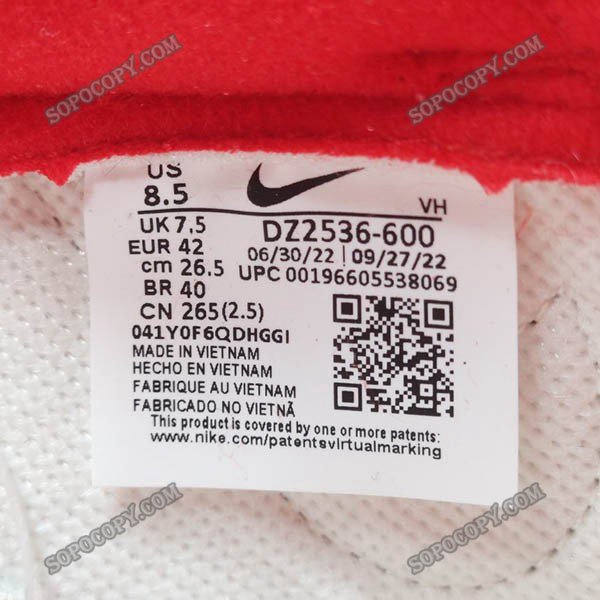 SOPOCOPY.COM
SOPOCOPY.COM
US
8.5
VH
UK 7,5
EUR 42
cm 26.5
BR 40
CN 265(2.5)
DZ2536-600
06/30/22 | 09/27/22
UPC 00196605538069
041Y0F6QDHGGI
MADE IN VIETNAM
HECHO EN VIETNAM
FABRIQUE AU VIETNAM
FABRICADO NO VIETNÃ
This product is covered by one or more patents:
www.nike.com/patentsvirtualmarking
SOPOCOPY.COM
SOPOCOPY.COM